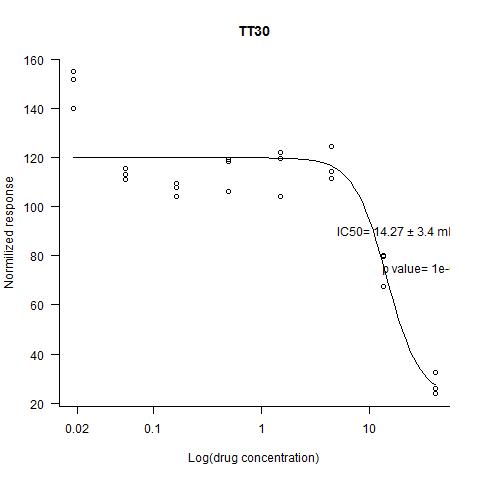 TT30
160
140
120
100
80
60
40
20
Normilized response
IC50= 14.27 ± 3.4 ml
p value= 1e-
0.02 0.1 1 10
Log(drug concentration)